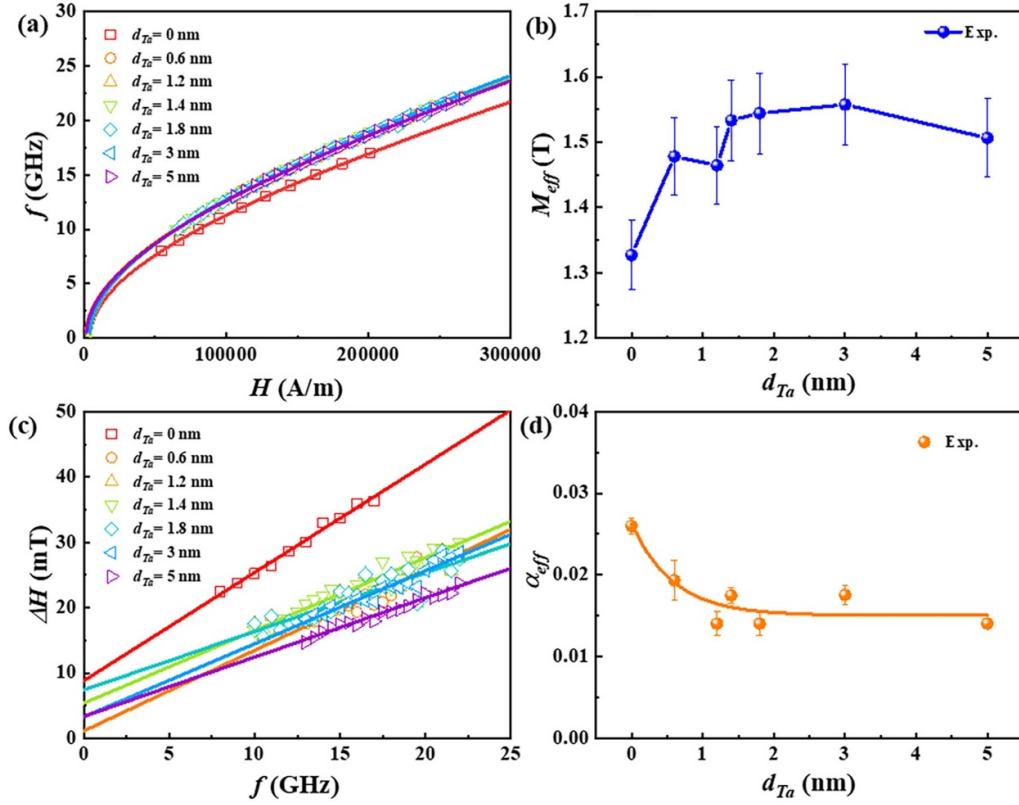 (a)
30
25
20
15
10
5
0
f (GHz)
d_Ta= 0 nm
d_Ta= 0.6 nm
d_Ta= 1.2 nm
d_Ta= 1.4 nm
d_Ta= 1.8 nm
d_Ta= 3 nm
d_Ta= 5 nm
0 100000 200000 300000
H (A/m)
(b)
1.7
1.6
1.5
1.4
1.3
1.2
M_eff (T)
Exp.
0 1 2 3 4 5
d_Ta (nm)
(c)
50
40
30
20
10
0
ΔH (mT)
d_Ta= 0 nm
d_Ta= 0.6 nm
d_Ta= 1.2 nm
d_Ta= 1.4 nm
d_Ta= 1.8 nm
d_Ta= 3 nm
d_Ta= 5 nm
0 5 10 15 20 25
f (GHz)
(d)
0.04
0.03
0.02
0.01
0.00
α_eff
Exp.
0 1 2 3 4 5
d_Ta (nm)